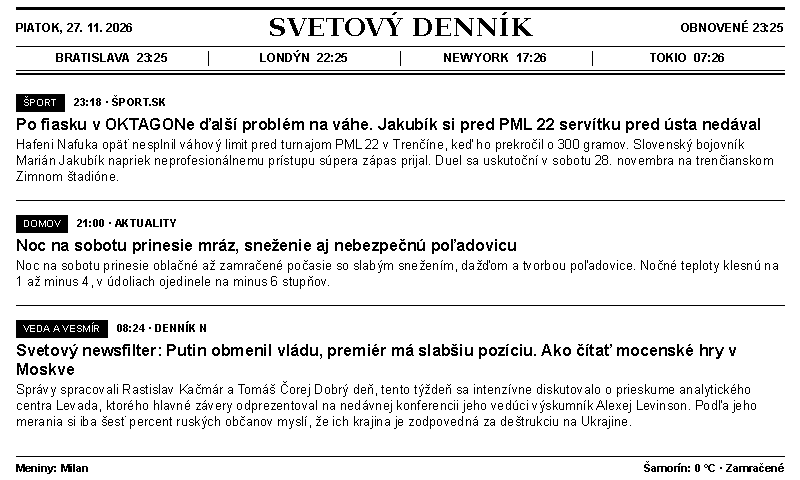 PIATOK, 27. 11. 2026
SVETOVÝ DENNÍK
OBNOVENÉ 23:25
BRATISLAVA 23:25
LONDÝN 22:25
NEW YORK 17:26
TOKIO 07:26
ŠPORT 23:18 · ŠPORT.SK
Po fiasku v OKTAGONe ďalší problém na váhe. Jakubík si pred PML 22 servítku pred ústa nedával
Hafeni Nafuka opäť nesplnil váhový limit pred turnajom PML 22 v Trenčíne, keď ho prekročil o 300 gramov. Slovenský bojovník
Marián Jakubík napriek neprofesionálnemu prístupu súpera zápas prijal. Duel sa uskutoční v sobotu 28. novembra na trenčianskom
Zimnom štadióne.
DOMOV 21:00 · AKTUALITY
Noc na sobotu prinesie mráz, sneženie aj nebezpečnú poľadovicu
Noc na sobotu prinesie oblačné až zamračené počasie so slabým snežením, dažďom a tvorbou poľadovice. Nočné teploty klesnú na
1 až mínus 4, v údoliach ojedinele na mínus 6 stupňov.
VEDA A VESMÍR 08:24 · DENNÍK N
Svetový newsfilter: Putin obmenil vládu, premiér má slabšiu pozíciu. Ako čítať mocenské hry v
Moskve
Správy spracovali Rastislav Kačmár a Tomáš Čorej Dobrý deň, tento týždeň sa intenzívne diskutovalo o prieskume analytického
centra Levada, ktorého hlavné závery odprezentoval na nedávnej konferencii jeho vedúci výskumník Alexej Levinson. Podľa jeho
merania si iba šesť percent ruských občanov myslí, že ich krajina je zodpovedná za deštrukciu na Ukrajine.
Meniny: Milan
Šamorín: 0 °C · Zamračené